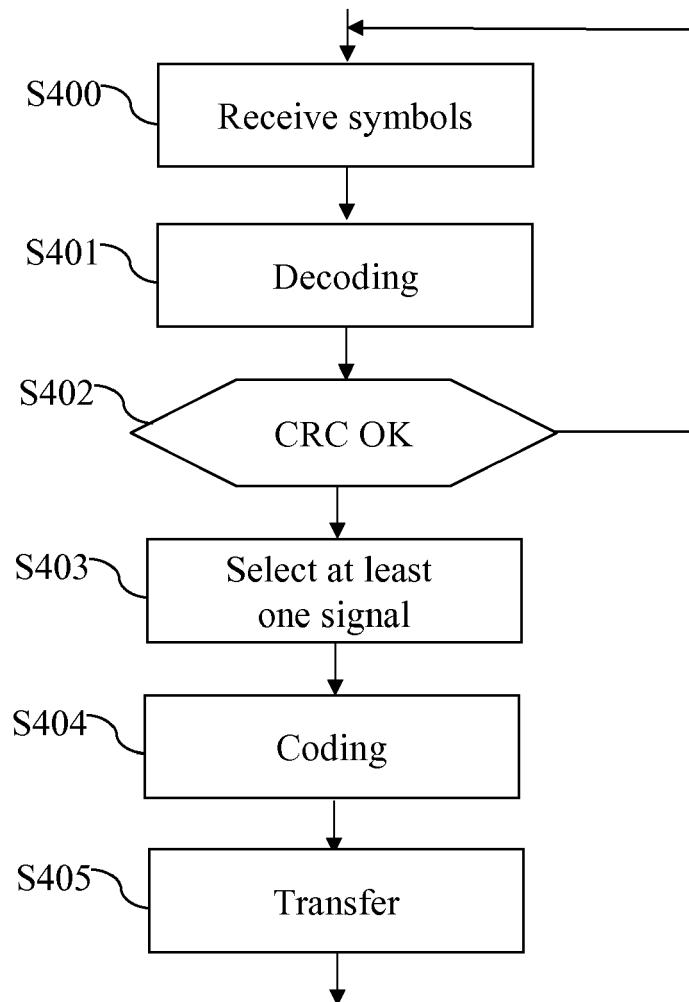 S400
Receive symbols
S401
Decoding
S402
CRC OK
S403
Select at least
one signal
S404
Coding
S405
Transfer